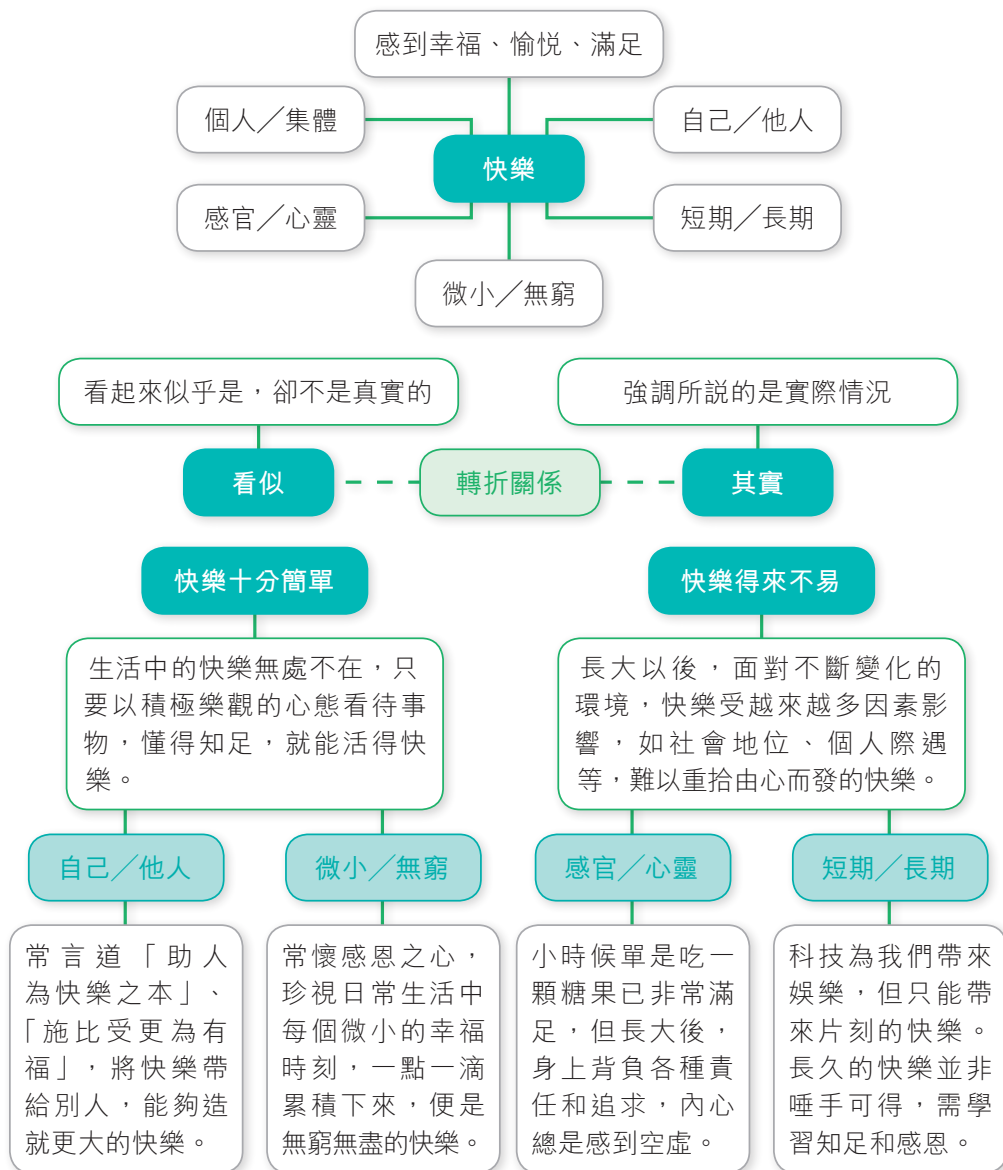 感到幸福、愉悦、滿足
個人／集體
自己／他人
快樂
感官／心靈
短期／長期
微小／無窮
看起來似乎是，卻不是真實的
強調所説的是實際情況
看似
轉折關係
其實
快樂十分簡單
快樂得來不易
生活中的快樂無處不在，只
要以積極樂觀的心態看待事
物，懂得知足，就能活得快
樂。
長大以後，面對不斷變化的
環境，快樂受越來越多因素影
響，如社會地位、個人際遇
等，難以重拾由心而發的快樂。
自己／他人
微小／無窮
感官／心靈
短期／長期
常言道「助人
為快樂之本」、
「施比受更為有
福」，將快樂帶
給別人，能夠造
就更大的快樂。
常懷感恩之心，
珍視日常生活中
每個微小的幸福
時刻，一點一滴
累積下來，便是
無窮無盡的快樂。
小時候單是吃一
顆糖果已非常滿
足，但長大後，
身上背負各種責
任和追求，內心
總是感到空虛。
科技為我們帶來
娛樂，但只能帶
來片刻的快樂。
長久的快樂並非
唾手可得，需學
習知足和感恩。